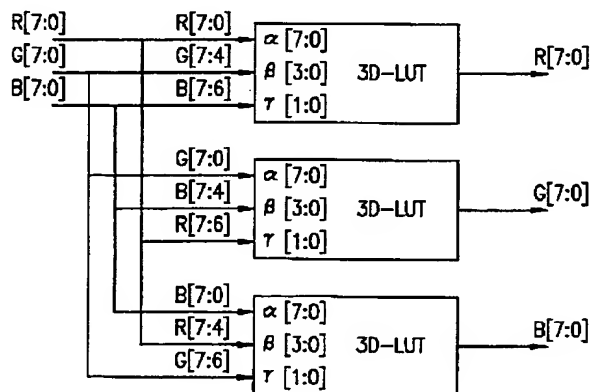 R[7:0] R[7:0] α [7:0]
G[7:0] G[7:4] β [3:0] 3D-LUT R[7:0]
B[7:0] B[7:6] γ [1:0]
G[7:0] α [7:0]
B[7:4] β [3:0] 3D-LUT G[7:0]
R[7:6] γ [1:0]
B[7:0] α [7:0]
R[7:4] β [3:0] 3D-LUT B[7:0]
G[7:6] γ [1:0]